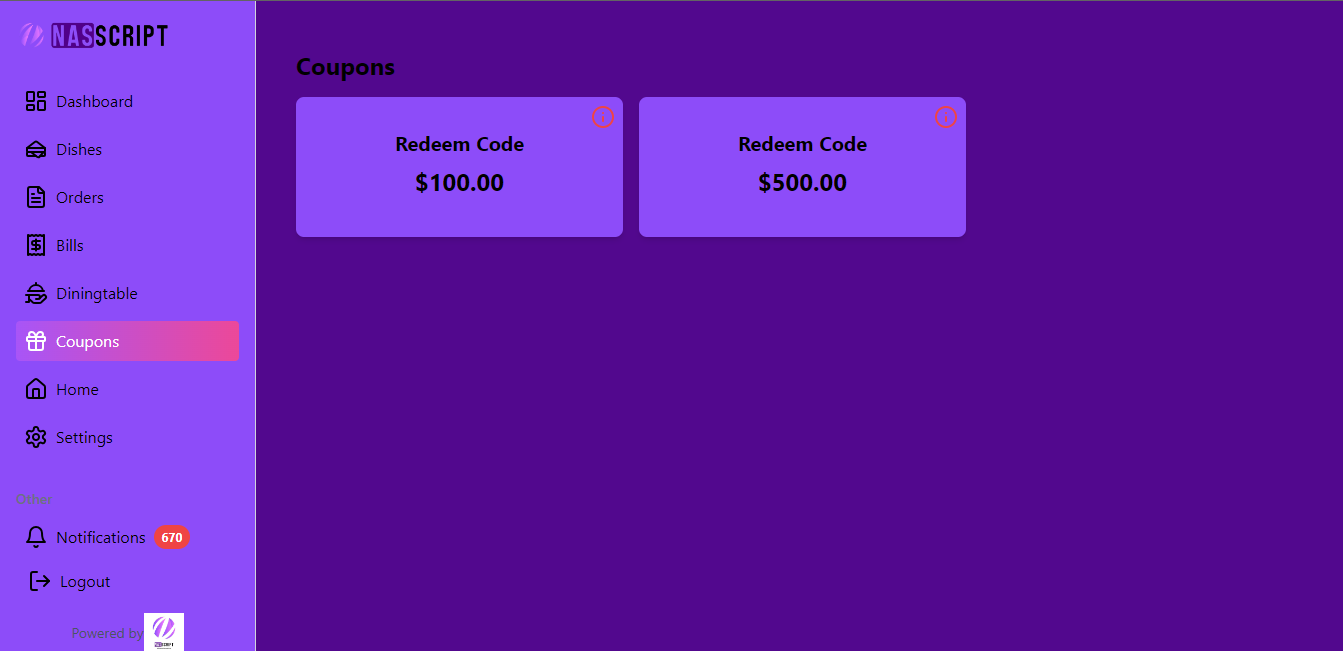 NASSCRIPT
Dashboard
Dishes
Orders
Bills
Diningtable
Coupons
Home
Settings
Other
Notifications 670
Logout
Powered by
NASSCRIPT
Coupons
Redeem Code
$100.00
Redeem Code
$500.00